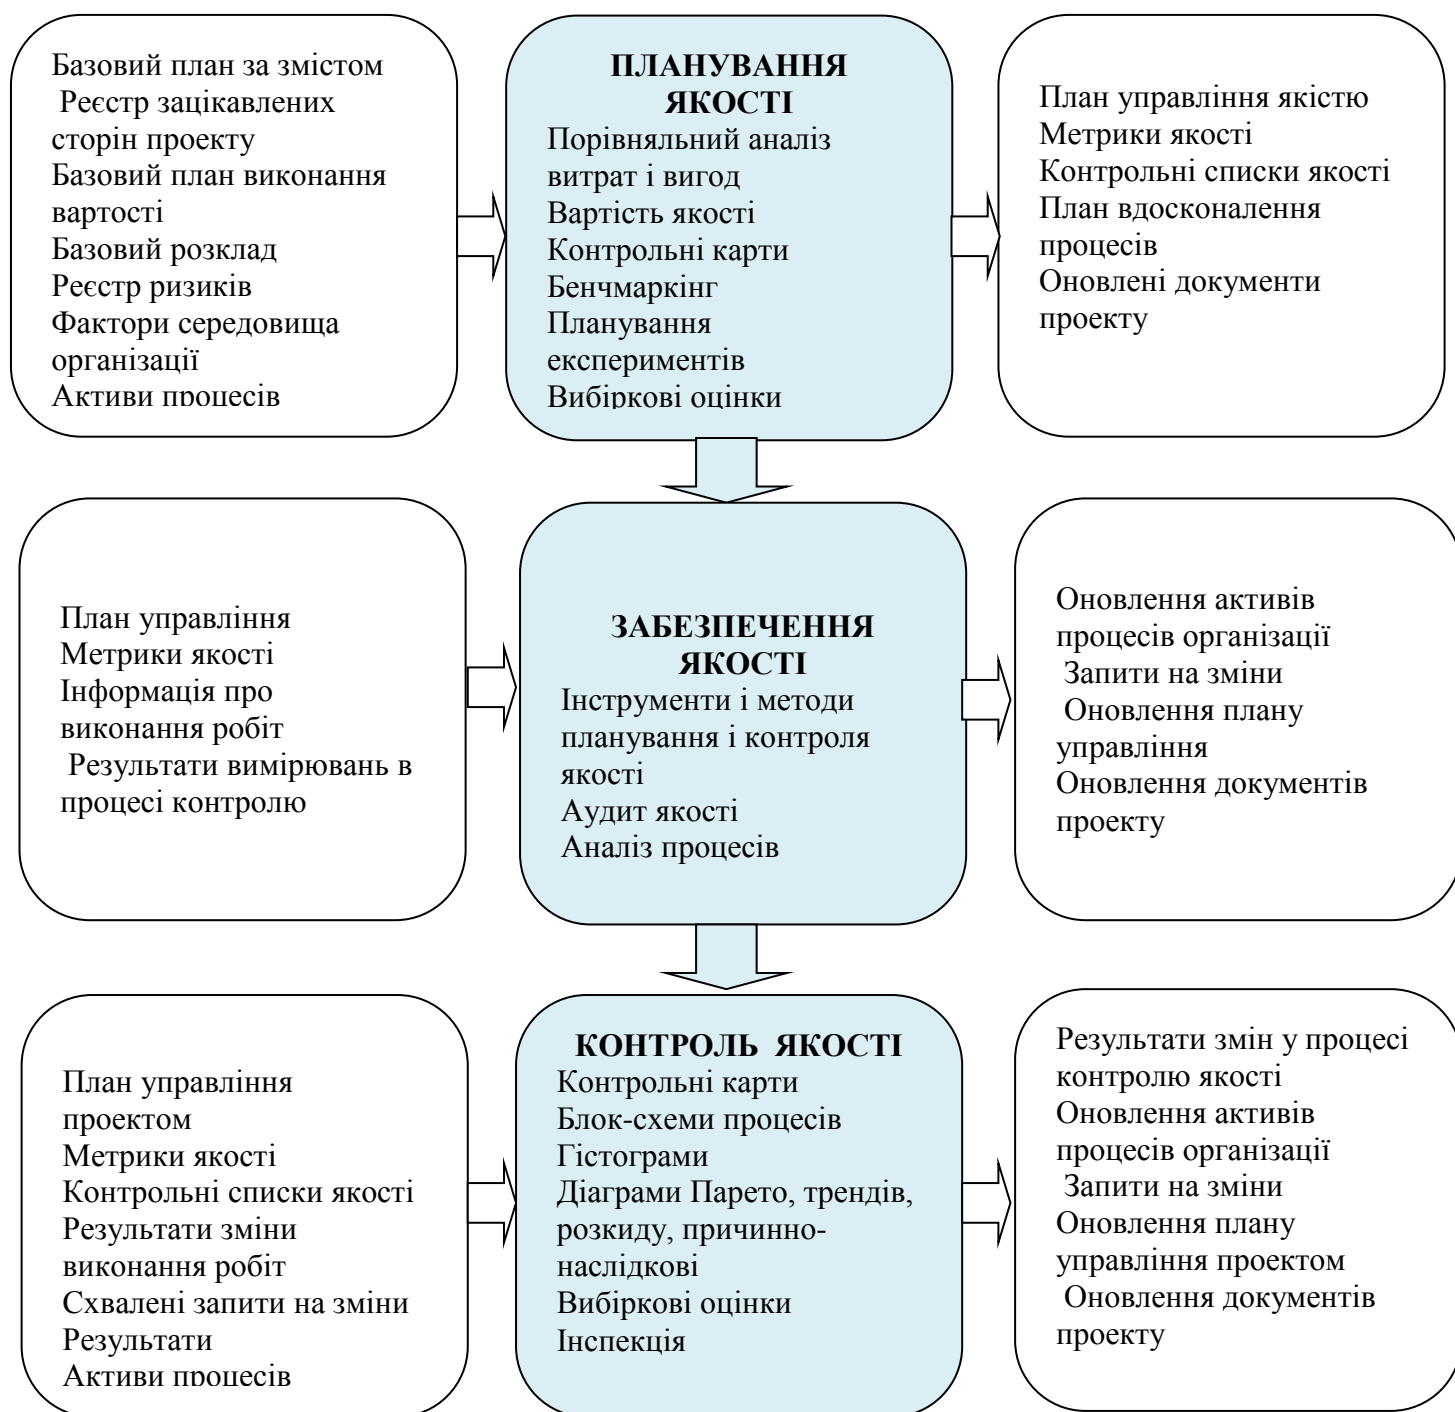 Базовий план за змістом
Реєстр зацікавлених
сторін проекту
Базовий план виконання
вартості
Базовий розклад
Реєстр ризиків
Фактори середовища
організації
Активи процесів
ПЛАНУВАННЯ
ЯКОСТІ
Порівняльний аналіз
витрат і вигод
Вартість якості
Контрольні карти
Бенчмаркінг
Планування
експериментів
Вибіркові оцінки
План управління якістю
Метрики якості
Контрольні списки якості
План вдосконалення
процесів
Оновлені документи
проекту
План управління
Метрики якості
Інформація про
виконання робіт
Результати вимірювань в
процесі контролю
ЗАБЕЗПЕЧЕННЯ
ЯКОСТІ
Інструменти і методи
планування і контроля
якості
Аудит якості
Аналіз процесів
Оновлення активів
процесів організації
Запити на зміни
Оновлення плану
управління
Оновлення документів
проекту
План управління
проектом
Метрики якості
Контрольні списки якості
Результати зміни
виконання робіт
Схвалені запити на зміни
Результати
Активи процесів
КОНТРОЛЬ ЯКОСТІ
Контрольні карти
Блок-схеми процесів
Гістограми
Діаграми Парето, трендів,
розкиду, причинно-
наслідкові
Вибіркові оцінки
Інспекція
Результати змін у процесі
контролю якості
Оновлення активів
процесів організації
Запити на зміни
Оновлення плану
управління проектом
Оновлення документів
проекту